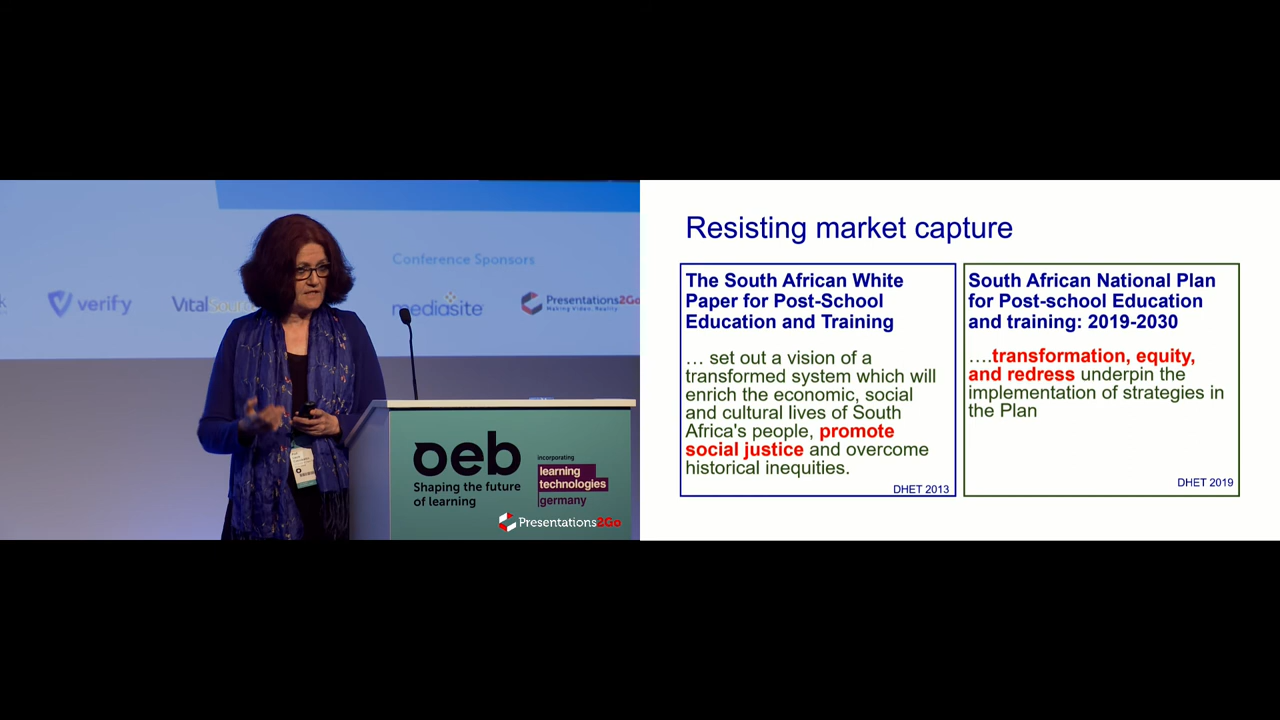 Conference Sponsors
verify
Vital
mediasite
Presentations2Go
Making Video. Reality
oeb
Shaping the future
of learning
incorporating
learning
technologies
germany
Presentations2Go
Resisting market capture
The South African White
Paper for Post-School
Education and Training
… set out a vision of a
transformed system which will
enrich the economic, social
and cultural lives of South
Africa's people, promote
social justice and overcome
historical inequities.
DHET 2013
South African National Plan
for Post-school Education
and training: 2019-2030
….transformation, equity,
and redress underpin the
implementation of strategies in
the Plan
DHET 2019